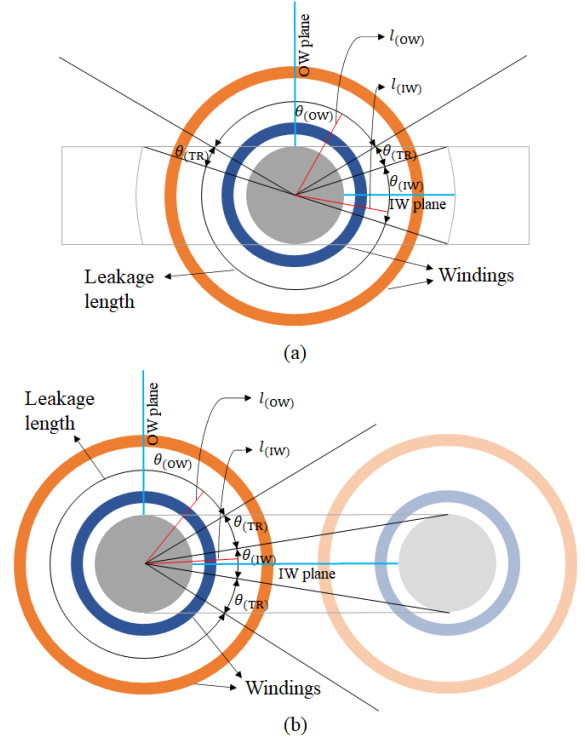 OW plane
l(OW)
l(IW)
θ(OW)
θ(TR)
θ(TR)
θ(IW)
IW plane
Leakage
length
Windings
(a)
Leakage
length
OW plane
l(OW)
l(IW)
θ(OW)
θ(TR)
θ(IW)
IW plane
θ(TR)
Windings
(b)